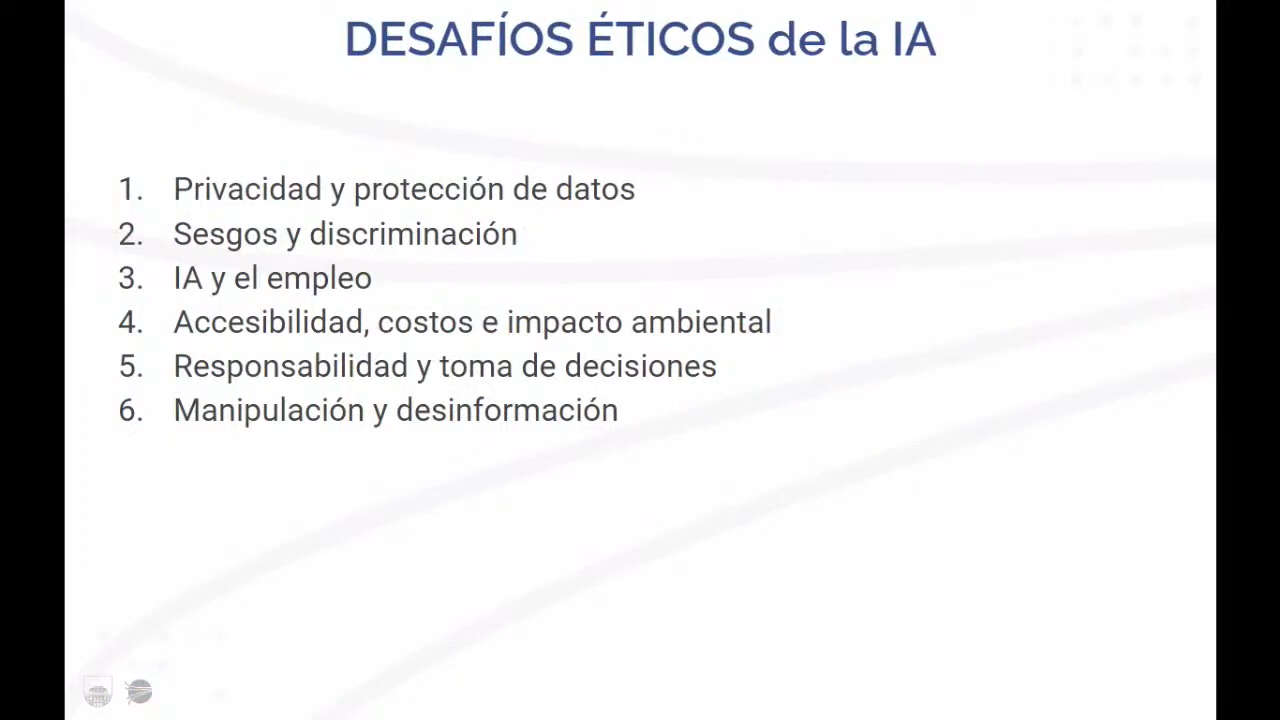 DESAFÍOS ÉTICOS de la IA
1. Privacidad y protección de datos
2. Sesgos y discriminación
3. IA y el empleo
4. Accesibilidad, costos e impacto ambiental
5. Responsabilidad y toma de decisiones
6. Manipulación y desinformación